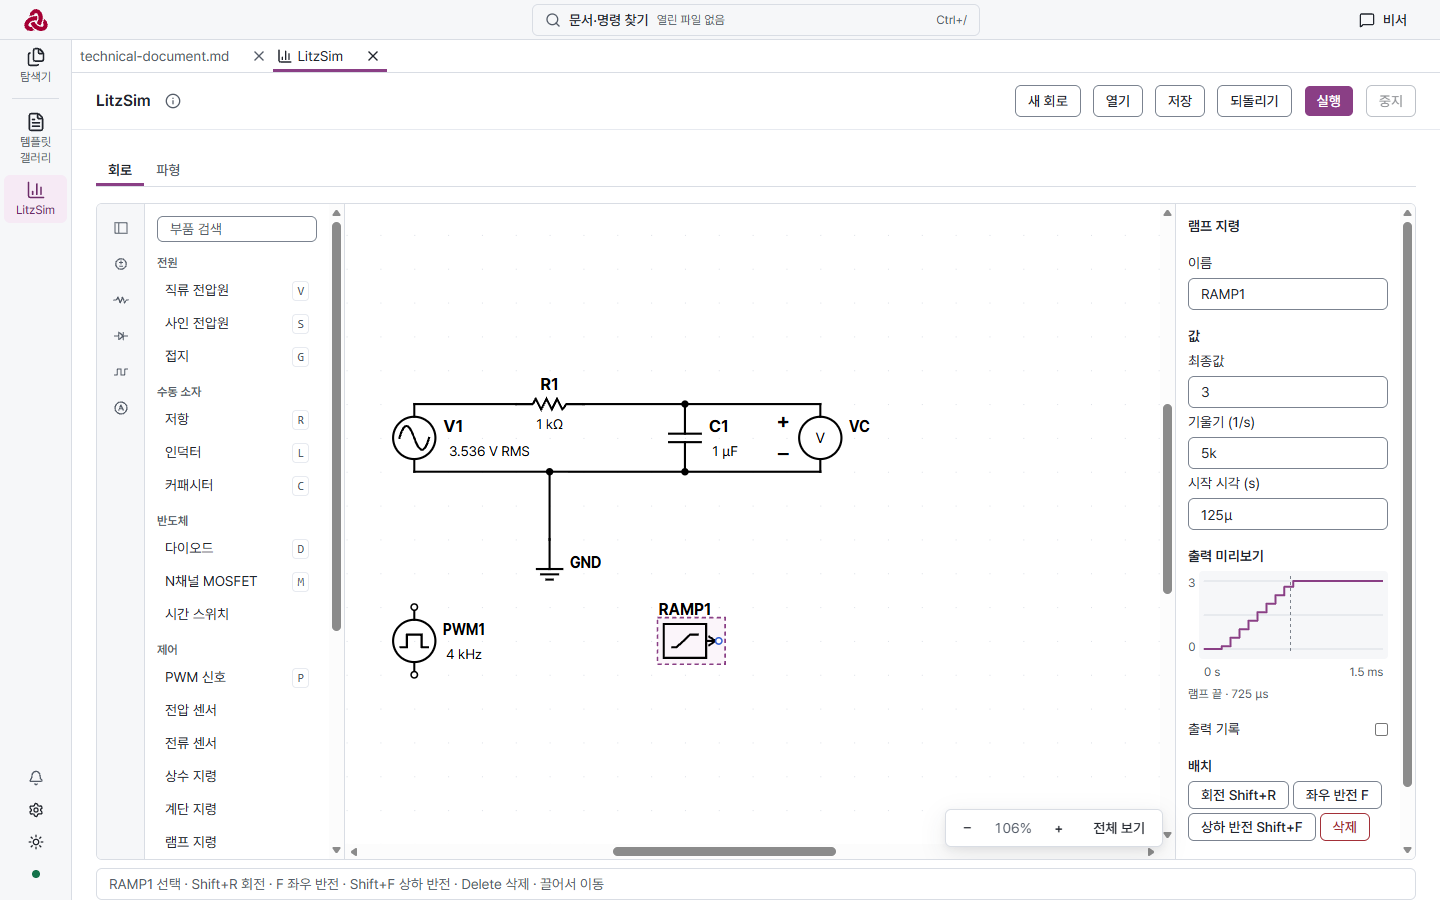 문서·명령 찾기 열린 파일 없음 Ctrl+/
비서
탐색기
템플릿
갤러리
LitzSim
technical-document.md
LitzSim
LitzSim
새 회로
열기
저장
되돌리기
실행
중지
회로
파형
부품 검색
전원
직류 전압원 V
사인 전압원 S
접지 G
수동 소자
저항 R
인덕터 L
커패시터 C
반도체
다이오드 D
N채널 MOSFET M
시간 스위치
제어
PWM 신호 P
전압 센서
전류 센서
상수 지령
계단 지령
램프 지령
R1
1 kΩ
V1
3.536 V RMS
C1
1 μF
+
V
−
VC
GND
PWM1
4 kHz
RAMP1
− 106% + 전체 보기
램프 지령
이름
RAMP1
값
최종값
3
기울기 (1/s)
5k
시작 시각 (s)
125μ
출력 미리보기
3
0
0 s 1.5 ms
램프 끝 · 725 μs
출력 기록
배치
회전 Shift+R
좌우 반전 F
상하 반전 Shift+F
삭제
RAMP1 선택 · Shift+R 회전 · F 좌우 반전 · Shift+F 상하 반전 · Delete 삭제 · 끌어서 이동